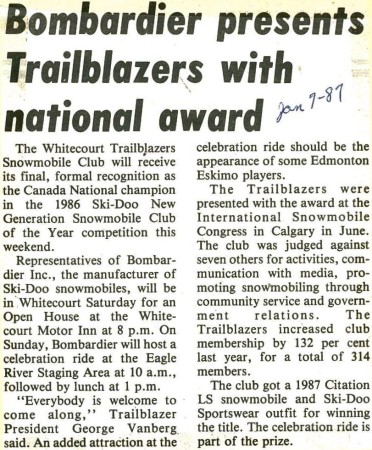 Bombardier presents
Trailblazers with
national award
Jan 7-87
The Whitecourt Trailblazers
Snowmobile Club will receive
its final, formal recognition as
the Canada National champion
in the 1986 Ski-Doo New
Generation Snowmobile Club
of the Year competition this
weekend.
Representatives of Bombar-
dier Inc., the manufacturer of
Ski-Doo snowmobiles, will be
in Whitecourt Saturday for an
Open House at the White-
court Motor Inn at 8 p.m. On
Sunday, Bombardier will host a
celebration ride at the Eagle
River Staging Area at 10 a.m.,
followed by lunch at 1 p.m.
"Everybody is welcome to
come along," Trailblazer
President George Vanberg
said. An added attraction at the
celebration ride should be the
appearance of some Edmonton
Eskimo players.
The Trailblazers were
presented with the award at the
International Snowmobile
Congress in Calgary in June.
The club was judged against
seven others for activities, com-
munication with media, pro-
moting snowmobiling through
community service and govern-
ment relations. The
Trailblazers increased club
membership by 132 per cent
last year, for a total of 314
members.
The club got a 1987 Citation
LS snowmobile and Ski-Doo
Sportswear outfit for winning
the title. The celebration ride is
part of the prize.